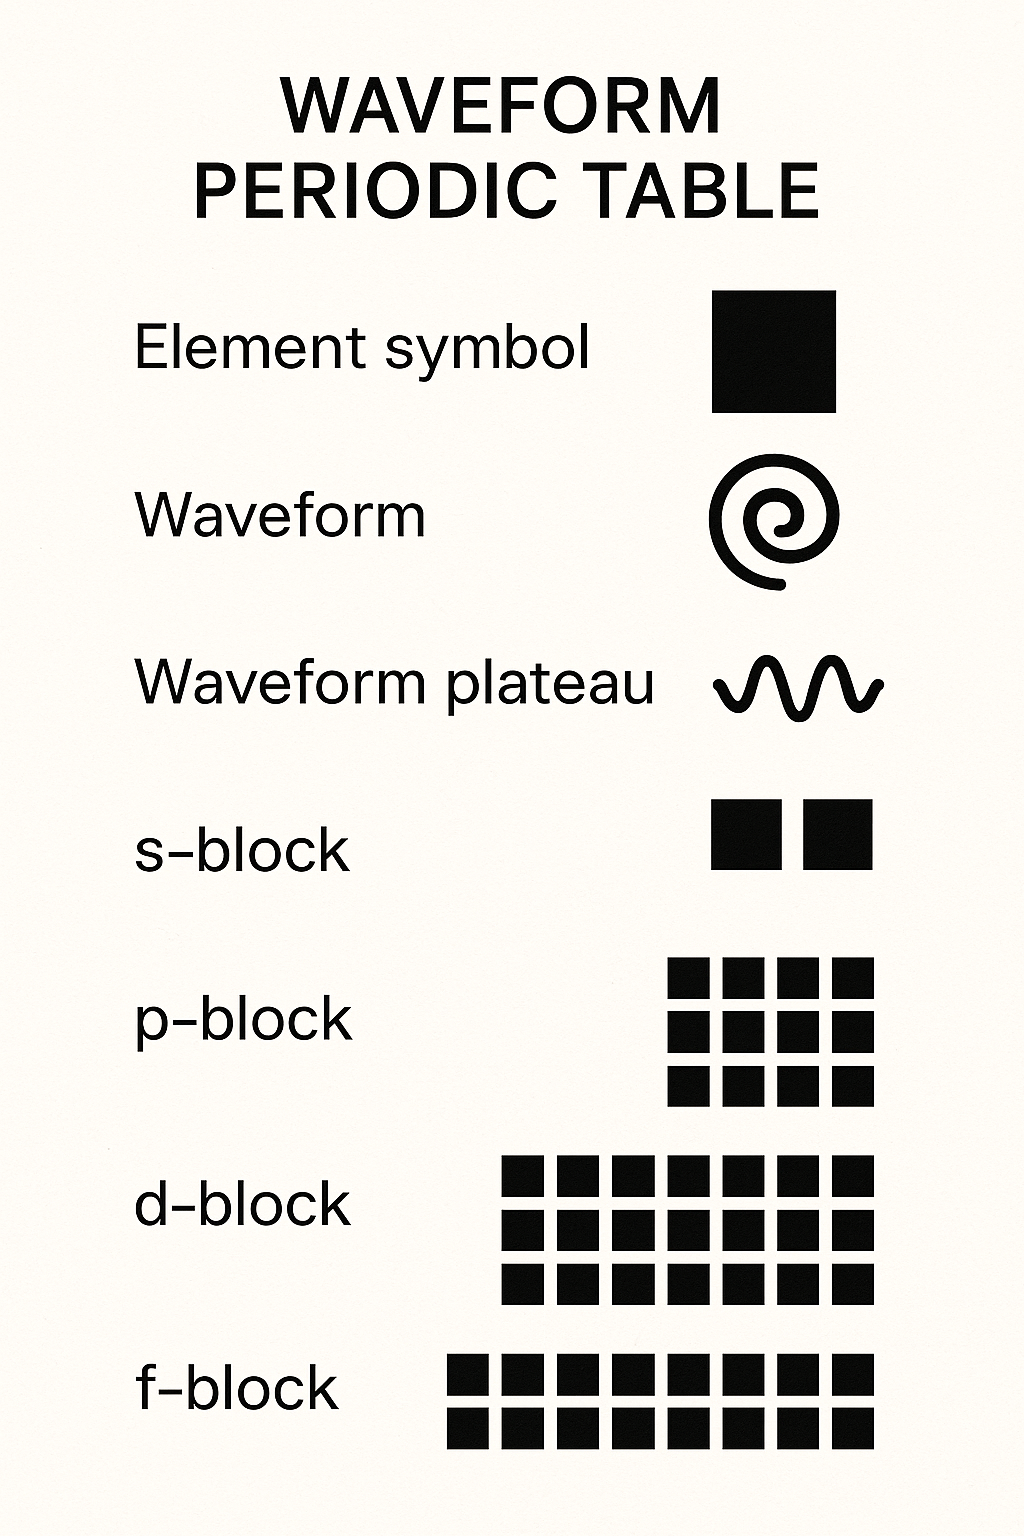 WAVEFORM
PERIODIC TABLE
Element symbol
Waveform
Waveform plateau
s–block
p–block
d–block
f–block